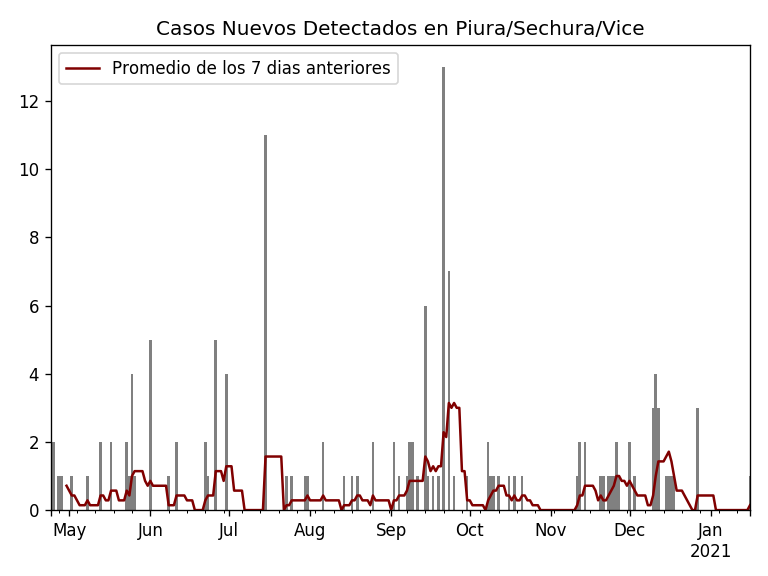 Casos Nuevos Detectados en Piura/Sechura/Vice
Promedio de los 7 dias anteriores
12
10
8
6
4
2
0
May Jun Jul Aug Sep Oct Nov Dec Jan
2021